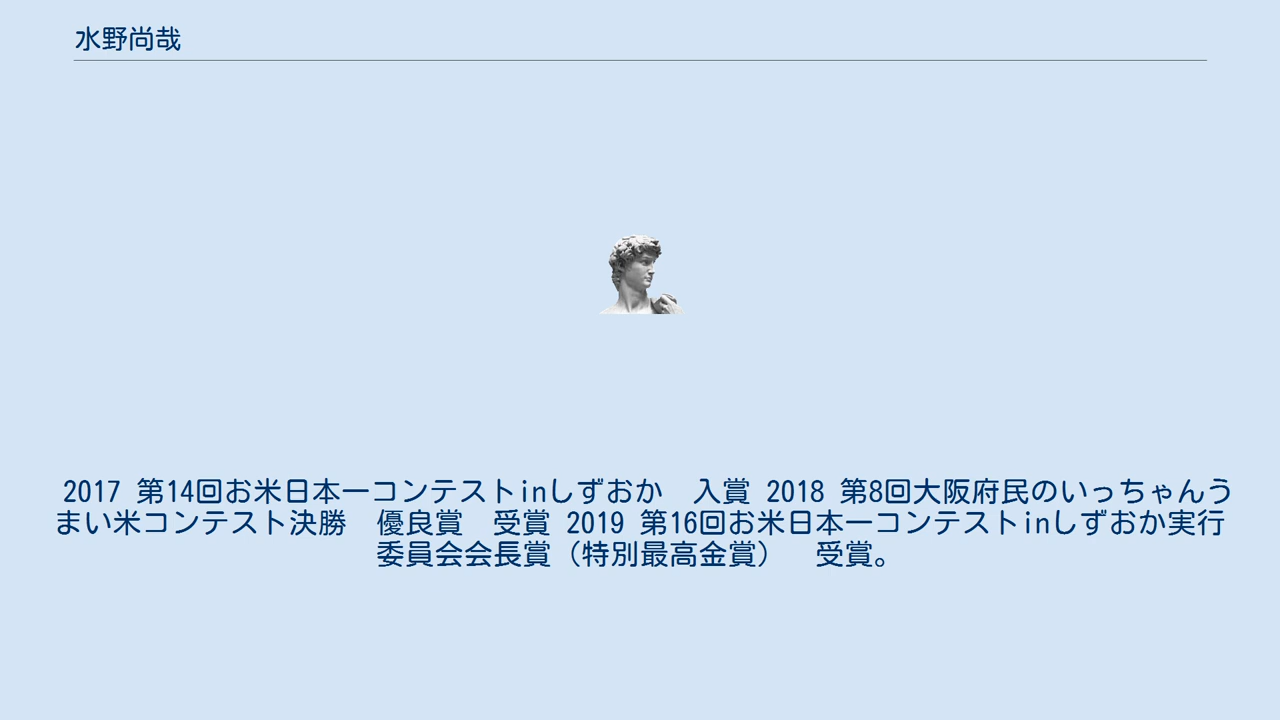 水野尚哉
2017 第14回お米日本一コンテストinしずおか　入賞 2018 第8回大阪府民のいっちゃんう
まい米コンテスト決勝　優良賞　受賞 2019 第16回お米日本一コンテストinしずおか実行
委員会会長賞（特別最高金賞）　受賞。